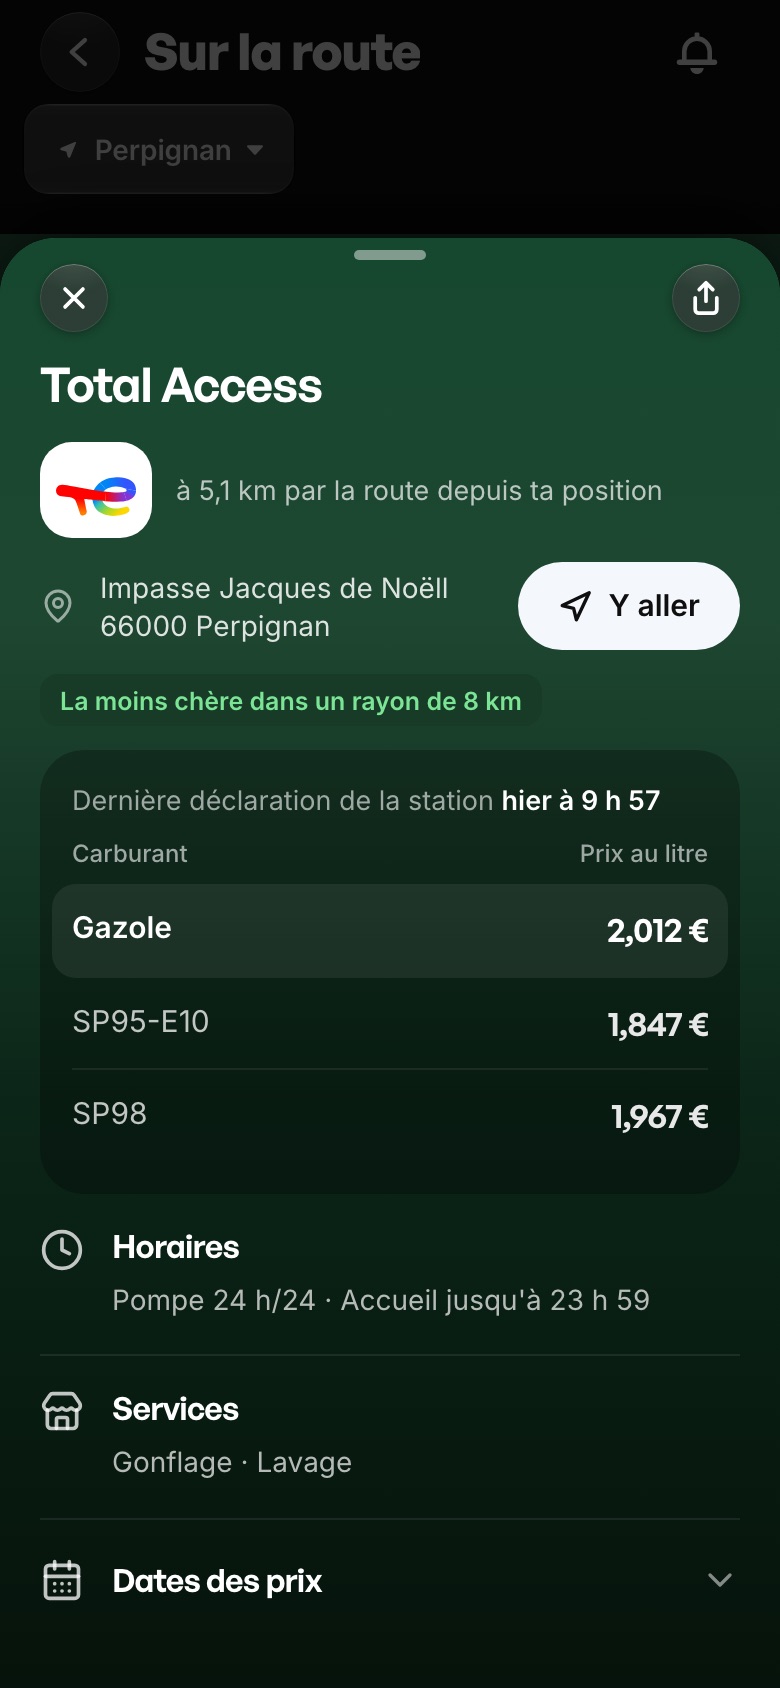 Sur la route
Perpignan
Total Access
à 5,1 km par la route depuis ta position
Impasse Jacques de Noëll
66000 Perpignan
Y aller
La moins chère dans un rayon de 8 km
Dernière déclaration de la station hier à 9 h 57
Carburant Prix au litre
Gazole 2,012 €
SP95-E10 1,847 €
SP98 1,967 €
Horaires
Pompe 24 h/24 · Accueil jusqu'à 23 h 59
Services
Gonflage · Lavage
Dates des prix